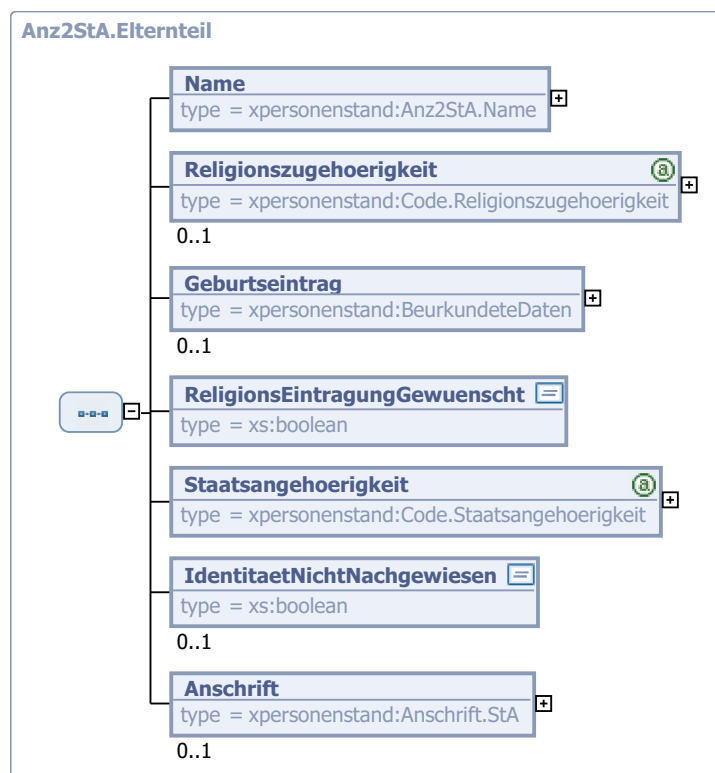 Anz2StA.Elternteil
Name
type = xpersonenstand:Anz2StA.Name
Religionszugehoerigkeit
type = xpersonenstand:Code.Religionszugehoerigkeit
0..1
Geburtseintrag
type = xpersonenstand:BeurkundeteDaten
0..1
ReligionsEintragungGewuenscht
type = xs:boolean
Staatsangehoerigkeit
type = xpersonenstand:Code.Staatsangehoerigkeit
IdentitaetNichtNachgewiesen
type = xs:boolean
0..1
Anschrift
type = xpersonenstand:Anschrift.StA
0..1